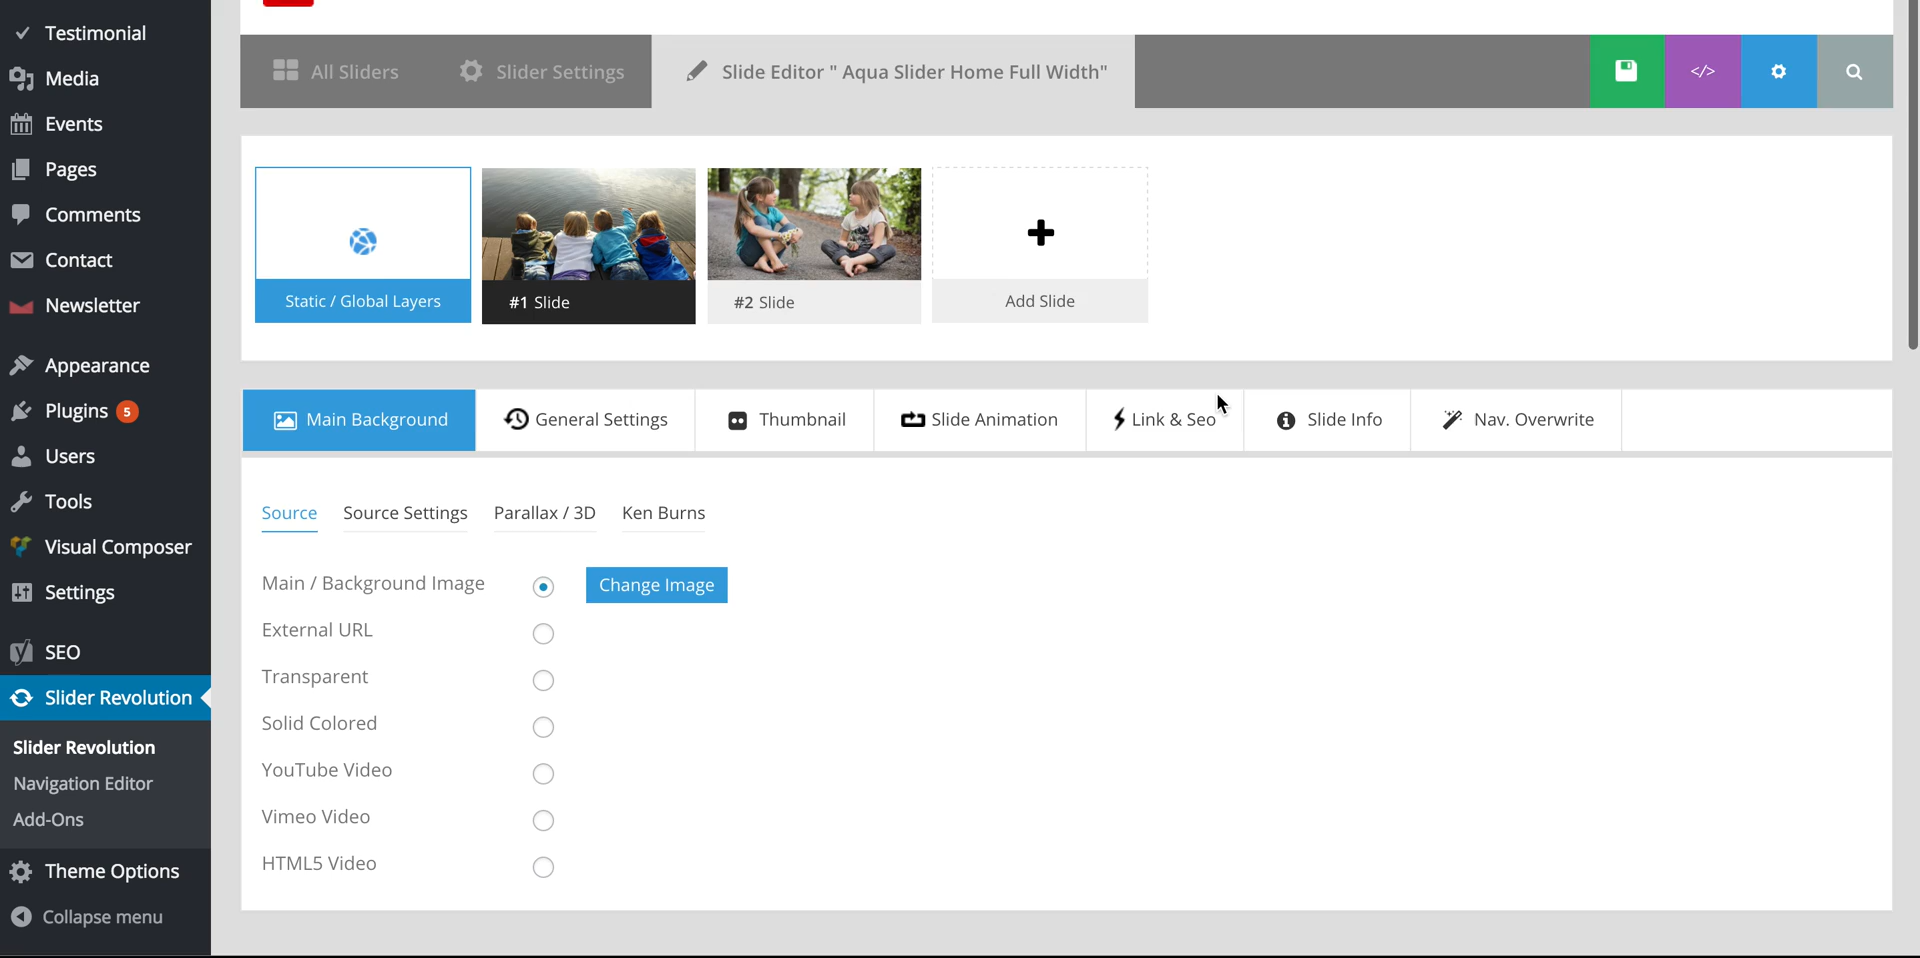 Testimonial
Media
Events
Pages
Comments
Contact
Newsletter
Appearance
Plugins 5
Users
Tools
Visual Composer
Settings
SEO
Slider Revolution
Slider Revolution
Navigation Editor
Add-Ons
Theme Options
Collapse menu
All Sliders Slider Settings Slide Editor " Aqua Slider Home Full Width" </>
Static / Global Layers #1 Slide #2 Slide Add Slide
Main Background General Settings Thumbnail Slide Animation Link & Seo Slide Info Nav. Overwrite
Source Source Settings Parallax / 3D Ken Burns
Main / Background Image Change Image
External URL
Transparent
Solid Colored
YouTube Video
Vimeo Video
HTML5 Video